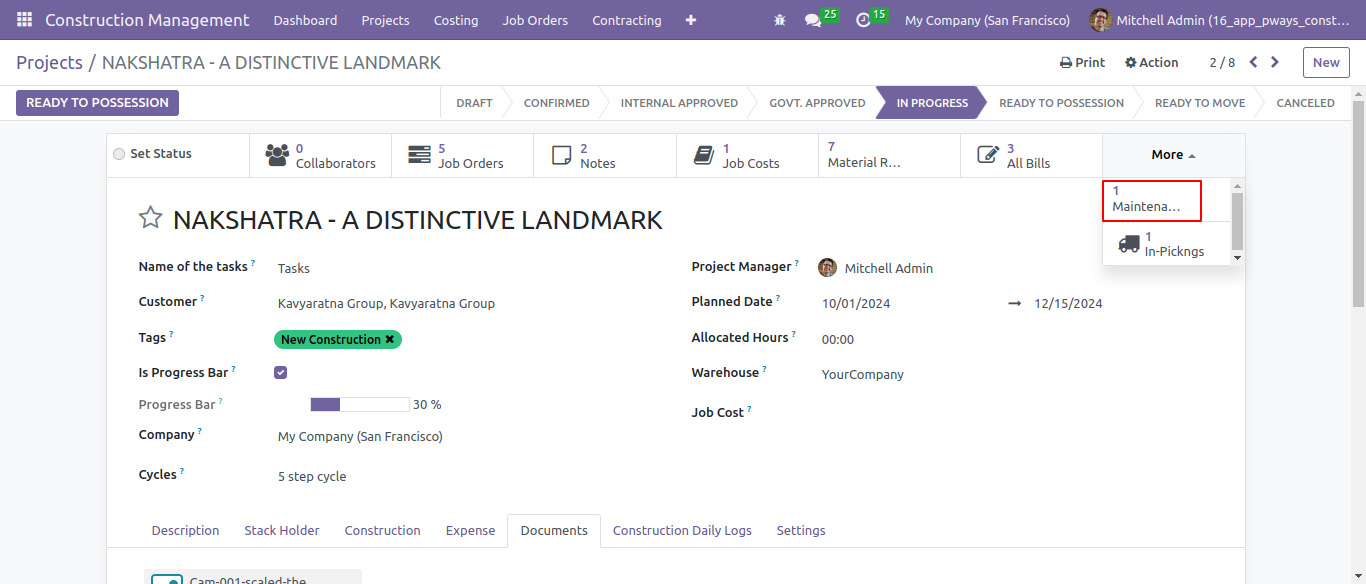 Construction Management Dashboard Projects Costing Job Orders Contracting + 25 15 My Company (San Francisco) Mitchell Admin (16_app_pways_const...
Projects / NAKSHATRA - A DISTINCTIVE LANDMARK Print Action 2 / 8 New
READY TO POSSESSION DRAFT CONFIRMED INTERNAL APPROVED GOVT. APPROVED IN PROGRESS READY TO POSSESSION READY TO MOVE CANCELED
Set Status
0
Collaborators
5
Job Orders
2
Notes
1
Job Costs
7
Material R...
3
All Bills
More
1
Maintena...
1
In-Pickngs
NAKSHATRA - A DISTINCTIVE LANDMARK
Name of the tasks ? Tasks
Customer ? Kavyaratna Group, Kavyaratna Group
Tags ? New Construction ✖
Is Progress Bar ?
Progress Bar ? 30 %
Company ? My Company (San Francisco)
Cycles ? 5 step cycle
Project Manager ? Mitchell Admin
Planned Date ? 10/01/2024 → 12/15/2024
Allocated Hours ? 00:00
Warehouse ? YourCompany
Job Cost ?
Description Stack Holder Construction Expense Documents Construction Daily Logs Settings
Cam-001-scaled-the